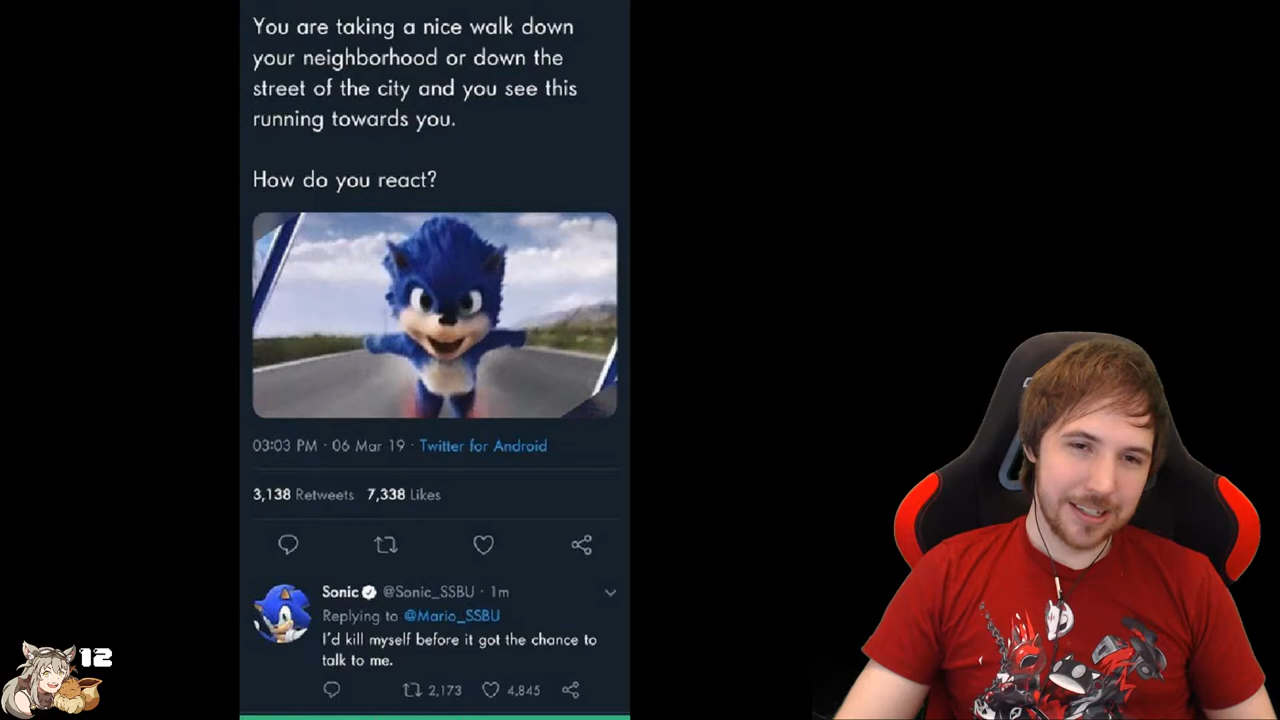 You are taking a nice walk down
your neighborhood or down the
street of the city and you see this
running towards you.
How do you react?
03:03 PM · 06 Mar 19 · Twitter for Android
3,138 Retweets 7,338 Likes
Sonic @Sonic_SSBU · 1m
Replying to @Mario_SSBU
I'd kill myself before it got the chance to
talk to me.
2,173 4,845
12